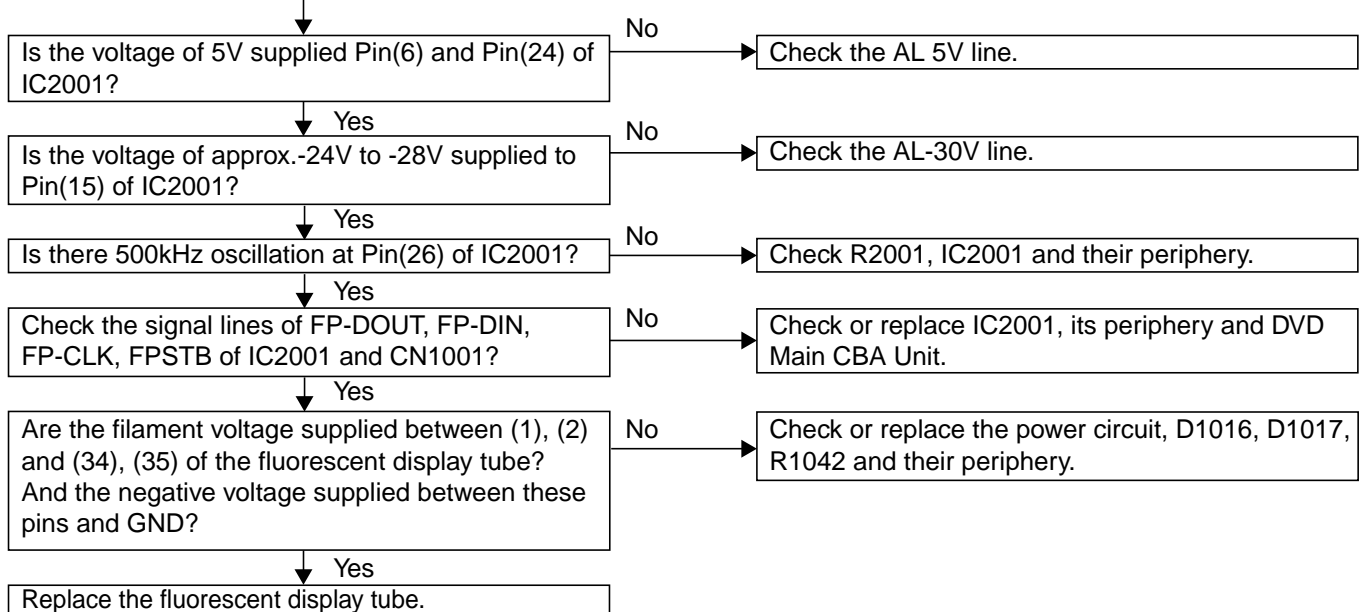 Is the voltage of 5V supplied Pin(6) and Pin(24) of
IC2001?
No
Check the AL 5V line.
Yes
Is the voltage of approx.-24V to -28V supplied to
Pin(15) of IC2001?
No
Check the AL-30V line.
Yes
Is there 500kHz oscillation at Pin(26) of IC2001?
No
Check R2001, IC2001 and their periphery.
Yes
Check the signal lines of FP-DOUT, FP-DIN,
FP-CLK, FPSTB of IC2001 and CN1001?
No
Check or replace IC2001, its periphery and DVD
Main CBA Unit.
Yes
Are the filament voltage supplied between (1), (2)
and (34), (35) of the fluorescent display tube?
And the negative voltage supplied between these
pins and GND?
No
Check or replace the power circuit, D1016, D1017,
R1042 and their periphery.
Yes
Replace the fluorescent display tube.